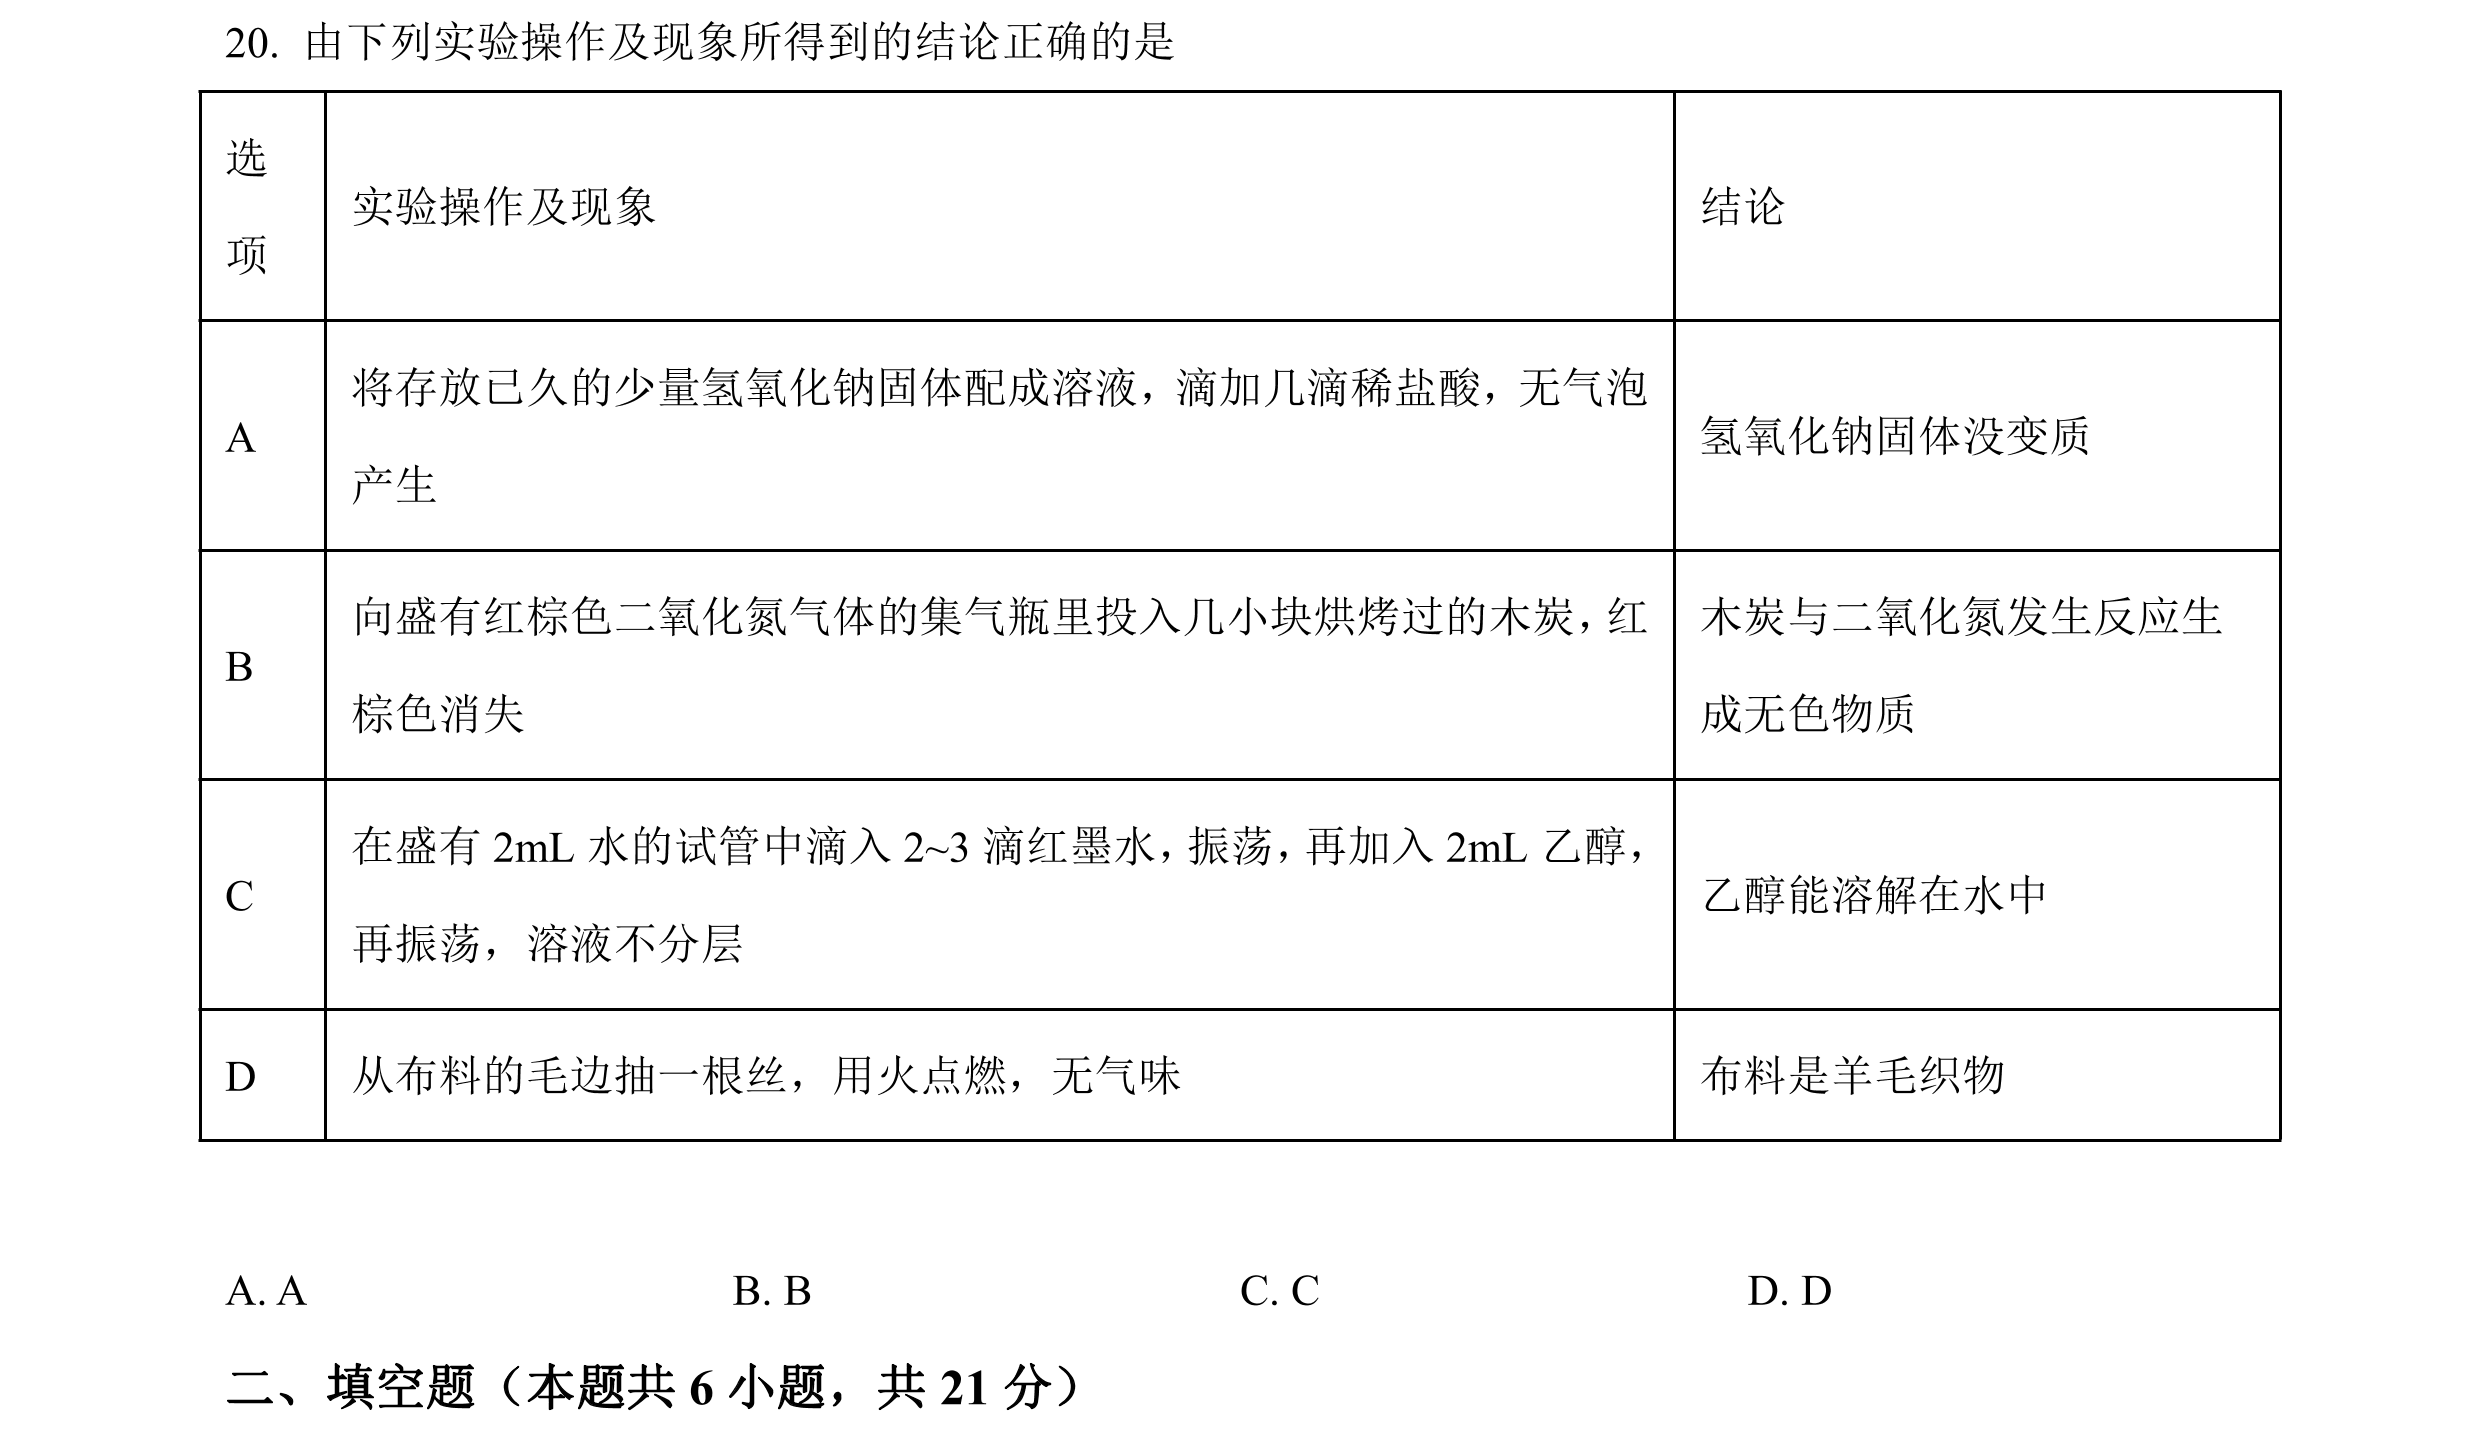 20. 由下列实验操作及现象所得到的结论正确的是
选
项
实验操作及现象
结论
A
将存放已久的少量氢氧化钠固体配成溶液，滴加几滴稀盐酸，无气泡
产生
氢氧化钠固体没变质
B
向盛有红棕色二氧化氮气体的集气瓶里投入几小块烘烤过的木炭，红
棕色消失
木炭与二氧化氮发生反应生
成无色物质
C
在盛有 2mL 水的试管中滴入 2~3 滴红墨水，振荡，再加入 2mL 乙醇，
再振荡，溶液不分层
乙醇能溶解在水中
D
从布料的毛边抽一根丝，用火点燃，无气味
布料是羊毛织物
A. A B. B C. C D. D
二、填空题（本题共 6 小题，共 21 分）